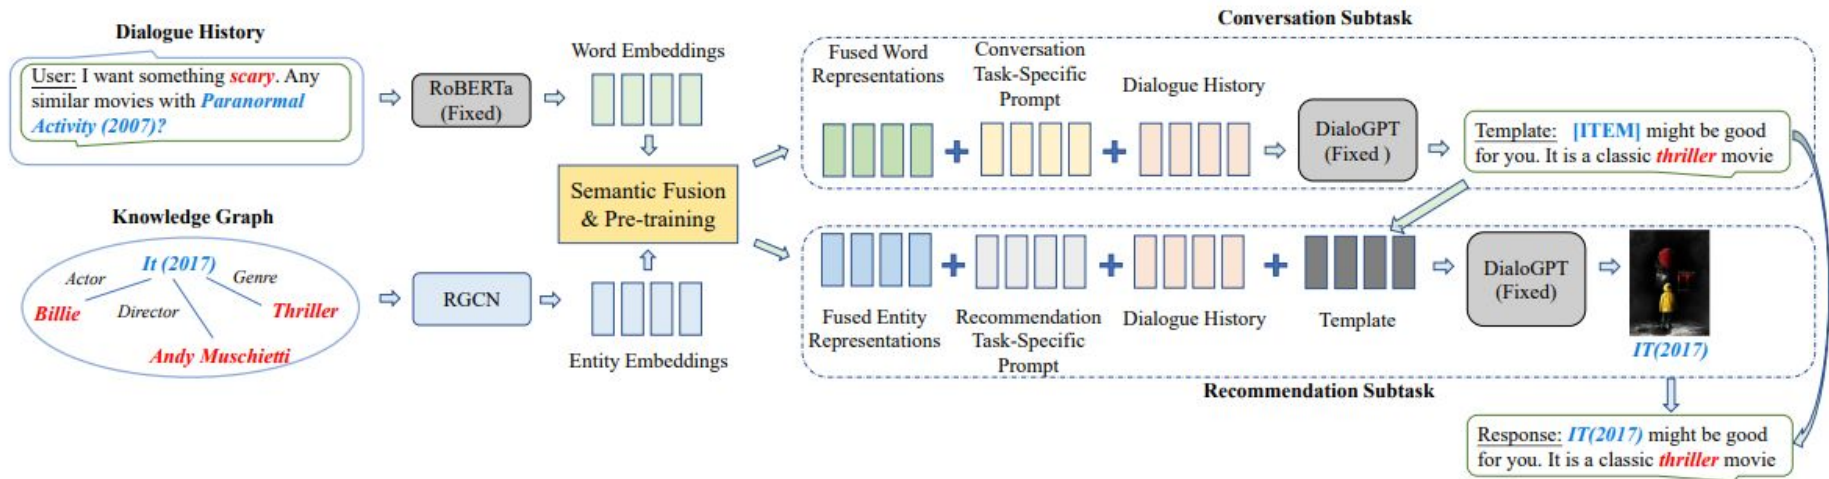 Dialogue History
User: I want something scary. Any
similar movies with Paranormal
Activity (2007)?
RoBERTa
(Fixed)
Word Embeddings
Knowledge Graph
It (2017)
Actor
Genre
Billie
Director
Thriller
Andy Muschietti
RGCN
Entity Embeddings
Semantic Fusion
& Pre-training
Conversation Subtask
Fused Word
Representations
Conversation
Task-Specific
Prompt
Dialogue History
DialoGPT
(Fixed )
Template: [ITEM] might be good
for you. It is a classic thriller movie
Fused Entity
Representations
Recommendation
Task-Specific
Prompt
Dialogue History
Template
DialoGPT
(Fixed)
IT(2017)
Recommendation Subtask
Response: IT(2017) might be good
for you. It is a classic thriller movie